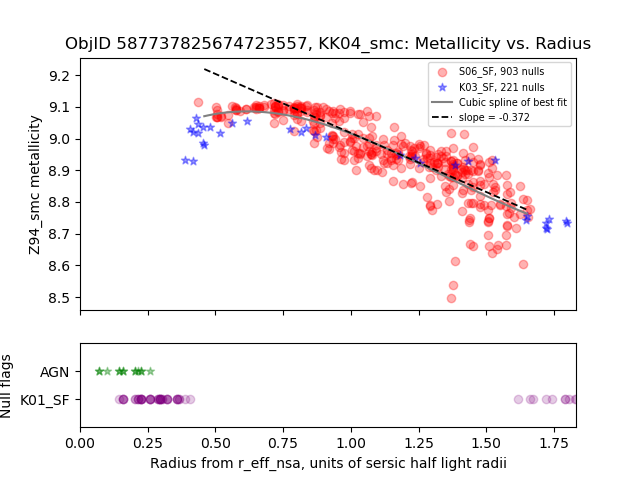 ObjID 587737825674723557, KK04_smc: Metallicity vs. Radius
9.2
9.1
9.0
8.9
8.8
8.7
8.6
8.5
Z94_smc metallicity
S06_SF, 903 nulls
K03_SF, 221 nulls
Cubic spline of best fit
slope = -0.372
AGN
K01_SF
Null flags
0.00 0.25 0.50 0.75 1.00 1.25 1.50 1.75
Radius from r_eff_nsa, units of sersic half light radii